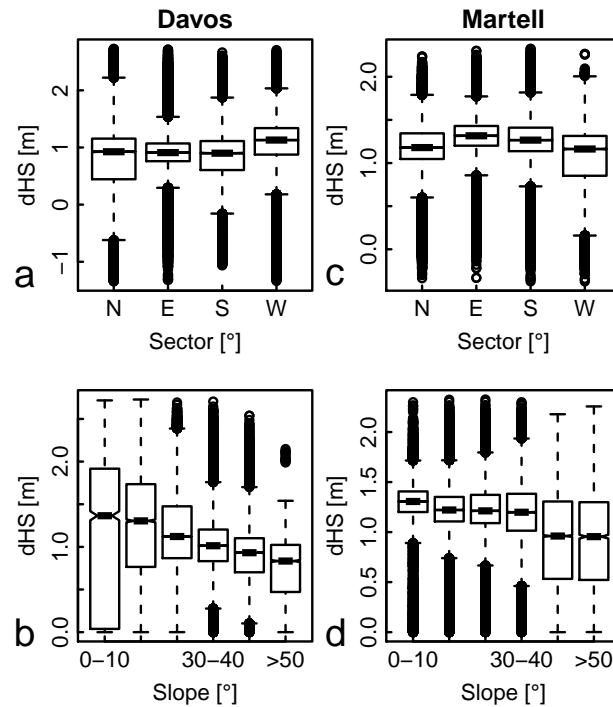 Davos
Martell
dHS [m]
2
1
0
−1
a
N E S W
Sector [°]
dHS [m]
2.0
1.0
0.0
c
N E S W
Sector [°]
dHS [m]
2.0
1.0
0.0
b
0−10 30−40 >50
Slope [°]
dHS [m]
2.0
1.5
1.0
0.5
0.0
d
0−10 30−40 >50
Slope [°]